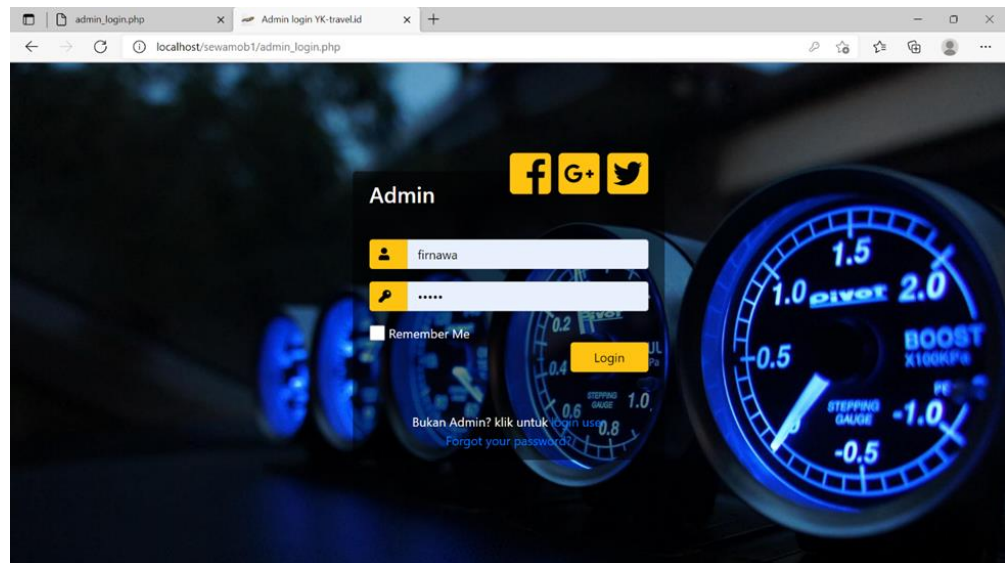 admin_login.php
Admin login YK-travel.id
localhost/sewamob1/admin_login.php
Admin
G+
firnawa
•••••
Remember Me
Login
Bukan Admin? klik untuk login user
Forgot your password?
1.5
1.0 pivot 2.0
BOOST
X100KPa
-0.5
STEPPING
GAUGE
-1.0
-0.5
0.2
pivot
0.4
STEPPING
GAUGE
1.0
0.6
0.8